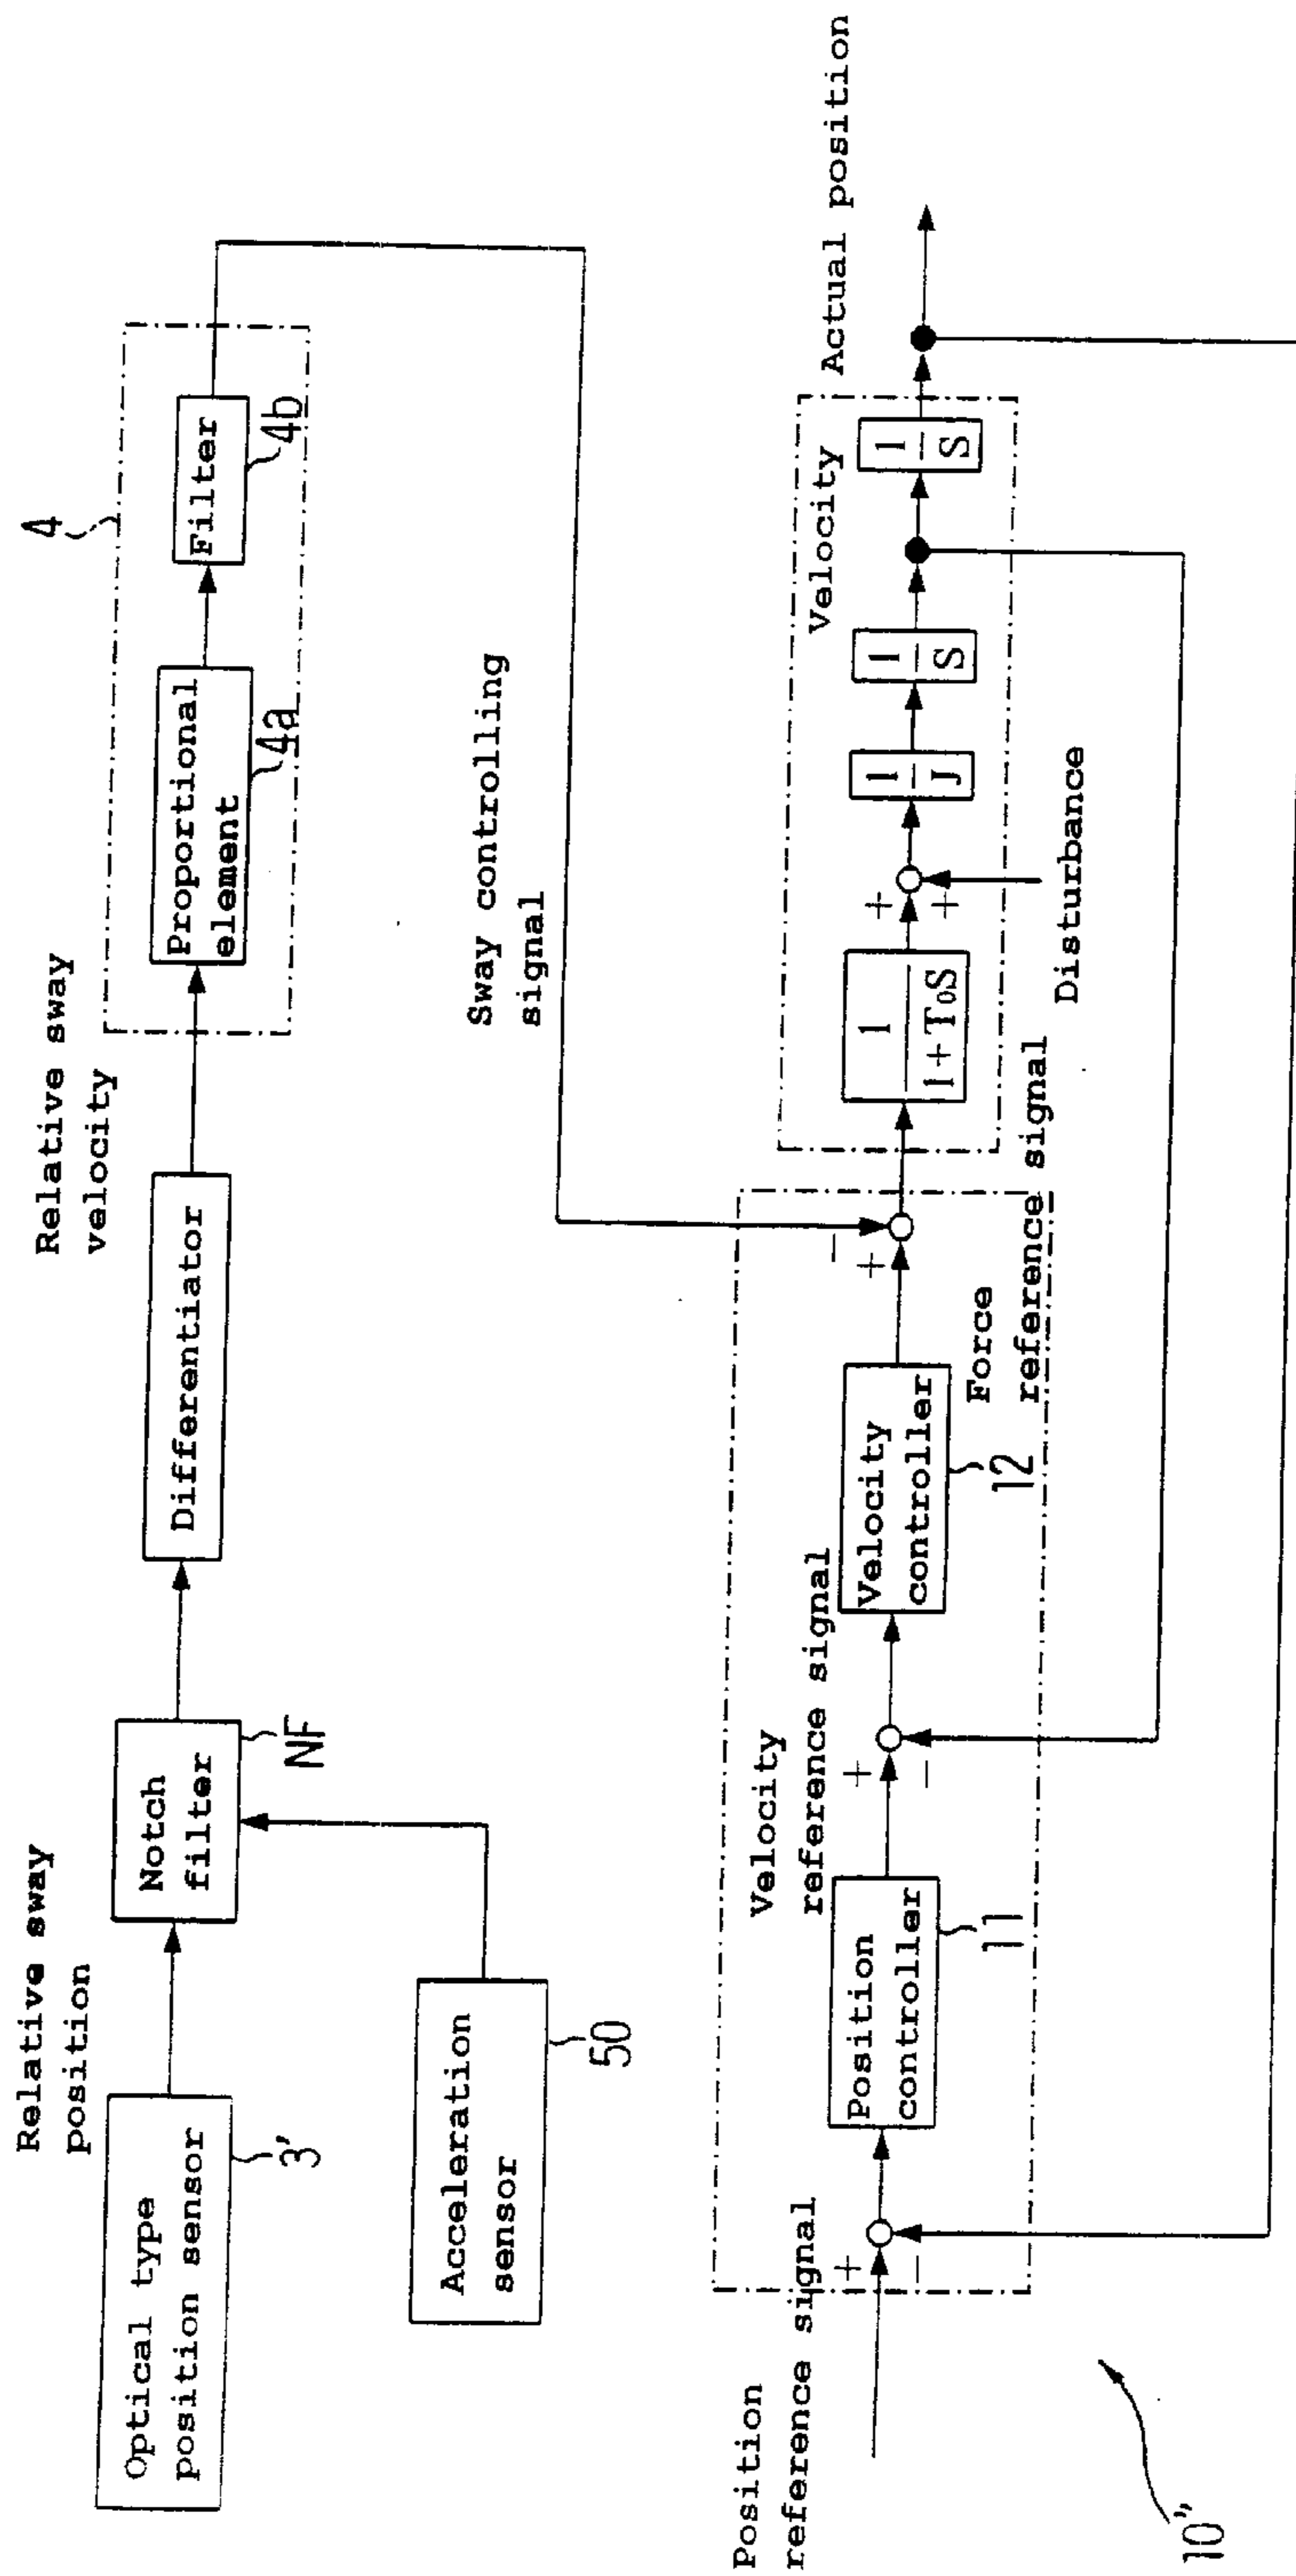 Relative sway
position
Relative sway
velocity
4
Optical type
position sensor
3'
Notch
filter
NF
Differentiator
Proportional
element
4a
Filter
4b
Acceleration
sensor
50
Sway controlling
signal
Position
reference signal
+
−
Position
controller
11
Velocity
reference signal
+
−
Velocity
controller
12
Force
reference signal
−
+
1
1+T₀S
+
+
Disturbance
1
J
1
S
Velocity
1
S
Actual position
10"